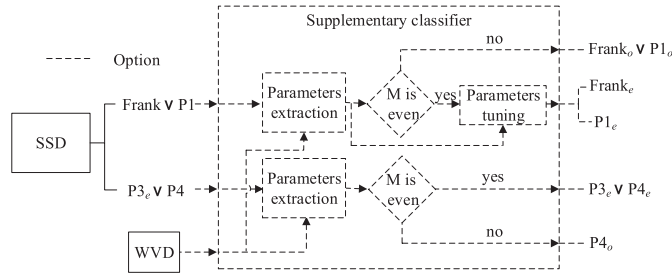 Supplementary classifier
Option
no
Frank_o ∨ P1_o
Frank ∨ P1
Parameters
extraction
M is
even
yes
Parameters
tuning
Frank_e
P1_e
SSD
P3_e ∨ P4
Parameters
extraction
M is
even
yes
P3_e ∨ P4_e
no
P4_o
WVD